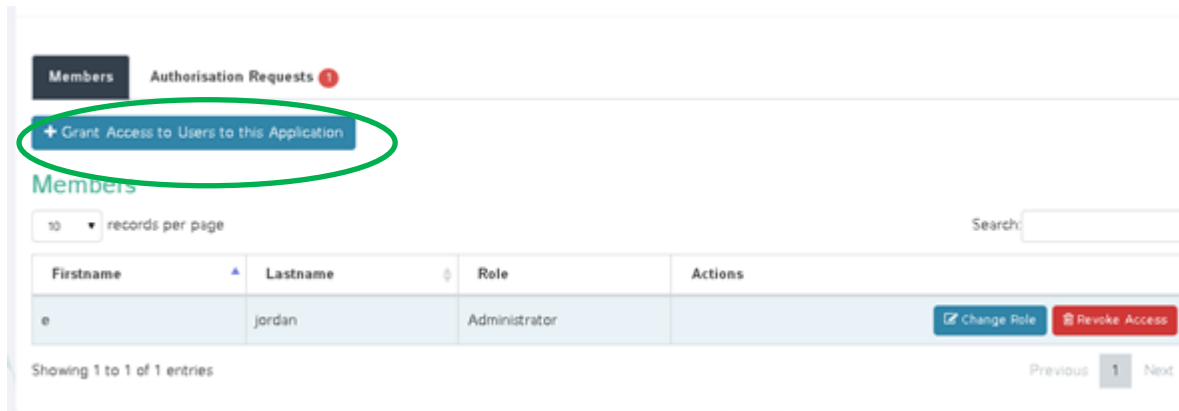 Members Authorisation Requests 1
+ Grant Access to Users to this Application
Members
10 records per page Search:
Firstname Lastname Role Actions
e jordan Administrator Change Role Revoke Access
Showing 1 to 1 of 1 entries Previous 1 Next